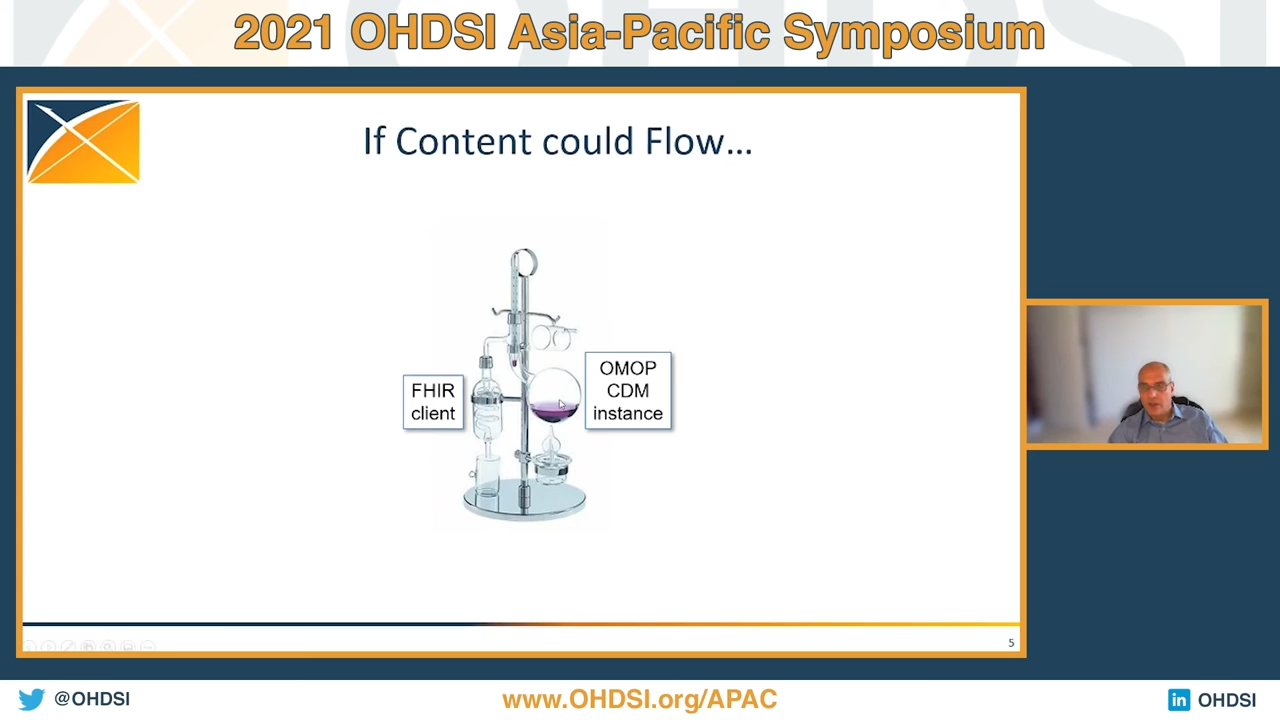 2021 OHDSI Asia-Pacific Symposium
If Content could Flow...
FHIR
client
OMOP
CDM
instance
5
@OHDSI
www.OHDSI.org/APAC
in OHDSI